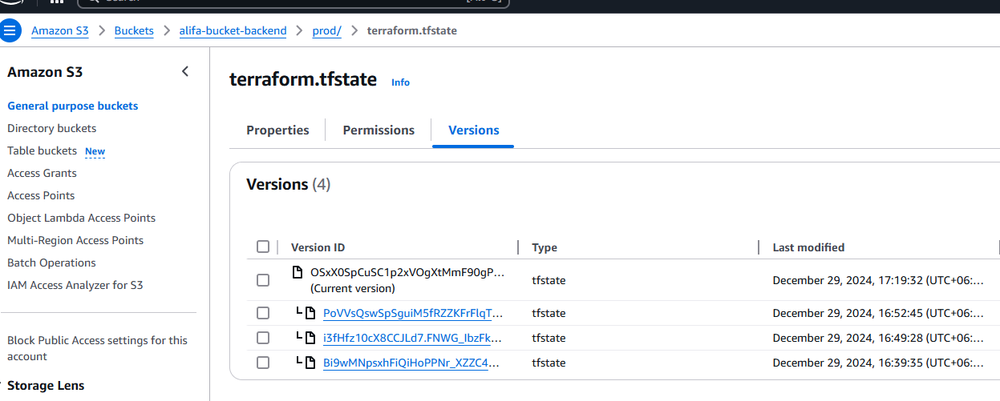 Amazon S3 > Buckets > alifa-bucket-backend > prod/ > terraform.tfstate
Amazon S3
General purpose buckets
Directory buckets
Table buckets New
Access Grants
Access Points
Object Lambda Access Points
Multi-Region Access Points
Batch Operations
IAM Access Analyzer for S3
Block Public Access settings for this
account
Storage Lens
terraform.tfstate Info
Properties Permissions Versions
Versions (4)
Version ID Type Last modified
OSxX0SpCuSC1p2xVOgXtMmF90gP...
(Current version) tfstate December 29, 2024, 17:19:32 (UTC+06:...
PoVVsQswSpSguiM5fRZZKFrFlqT... tfstate December 29, 2024, 16:52:45 (UTC+06:...
i3fHfz10cX8CCJLd7.FNWG_IbzFk... tfstate December 29, 2024, 16:49:28 (UTC+06:...
Bi9wMNpsxhFiQiHoPPNr_XZZC4... tfstate December 29, 2024, 16:39:35 (UTC+06:...